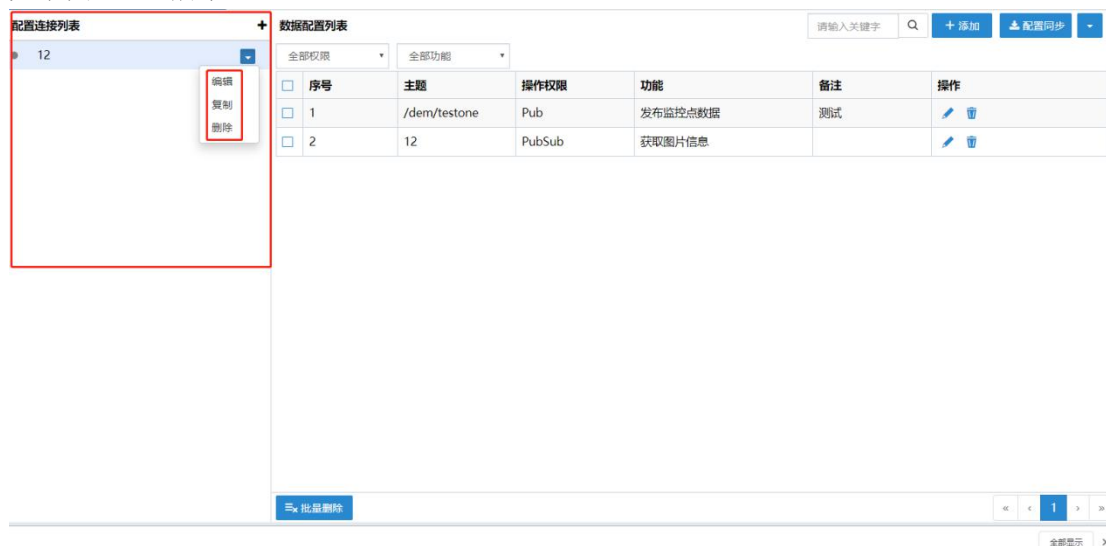 配置连接列表
12
编辑
复制
删除
数据配置列表
请输入关键字
添加
配置同步
全部权限
全部功能
序号 主题 操作权限 功能 备注 操作
1 /dem/testone Pub 发布监控点数据 测试
2 12 PubSub 获取图片信息
批量删除
« ‹ 1 › »
全部显示